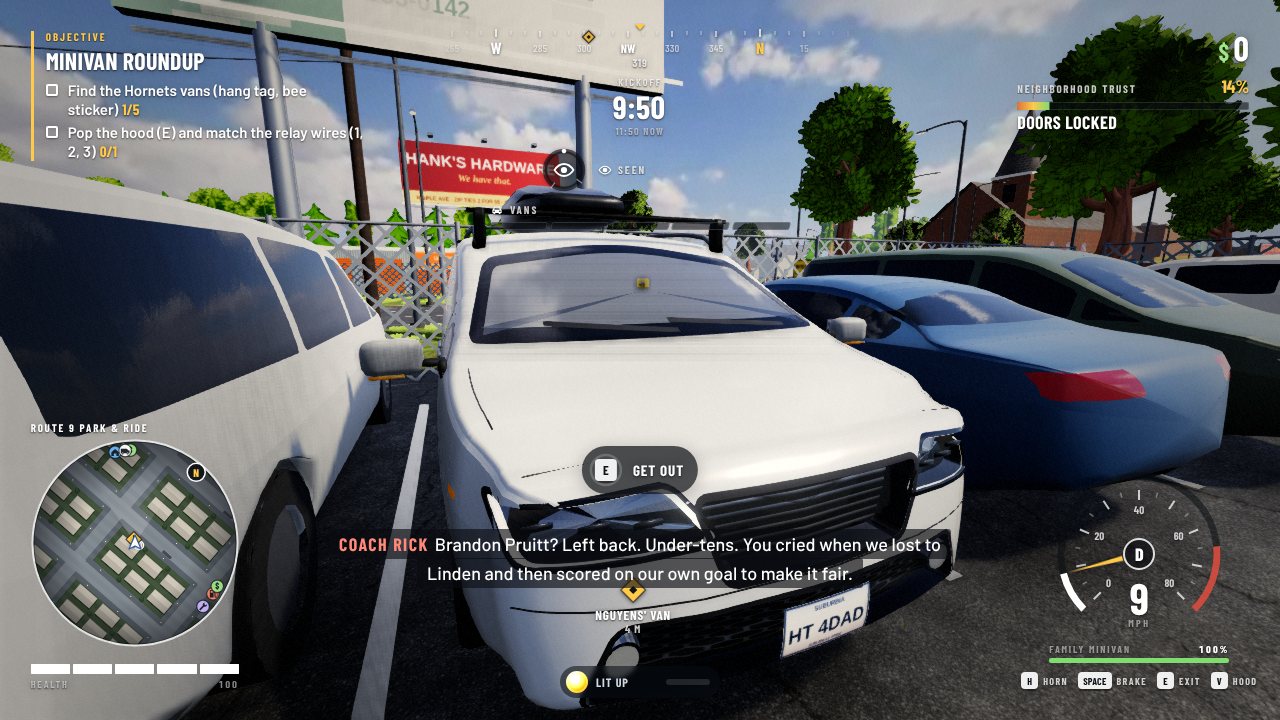 142
OBJECTIVE
MINIVAN ROUNDUP
Find the Hornets vans (hang tag, bee
sticker) 1/5
Pop the hood (E) and match the relay wires (1,
2, 3) 0/1
265 W 285 300 NW 330 345 N 15
319
KICKOFF
9:50
11:50 NOW
SEEN
VANS
$0
NEIGHBORHOOD TRUST 14%
DOORS LOCKED
HANK'S HARDWARE
We have that.
E GET OUT
COACH RICK Brandon Pruitt? Left back. Under-tens. You cried when we lost to
Linden and then scored on our own goal to make it fair.
NGUYENS' VAN
4 M
SUBURBIA
HT 4DAD
LIT UP
ROUTE 9 PARK & RIDE
N
$
HEALTH 100
0 20 40 60 80
D
9
MPH
FAMILY MINIVAN 100%
H HORN SPACE BRAKE E EXIT V HOOD